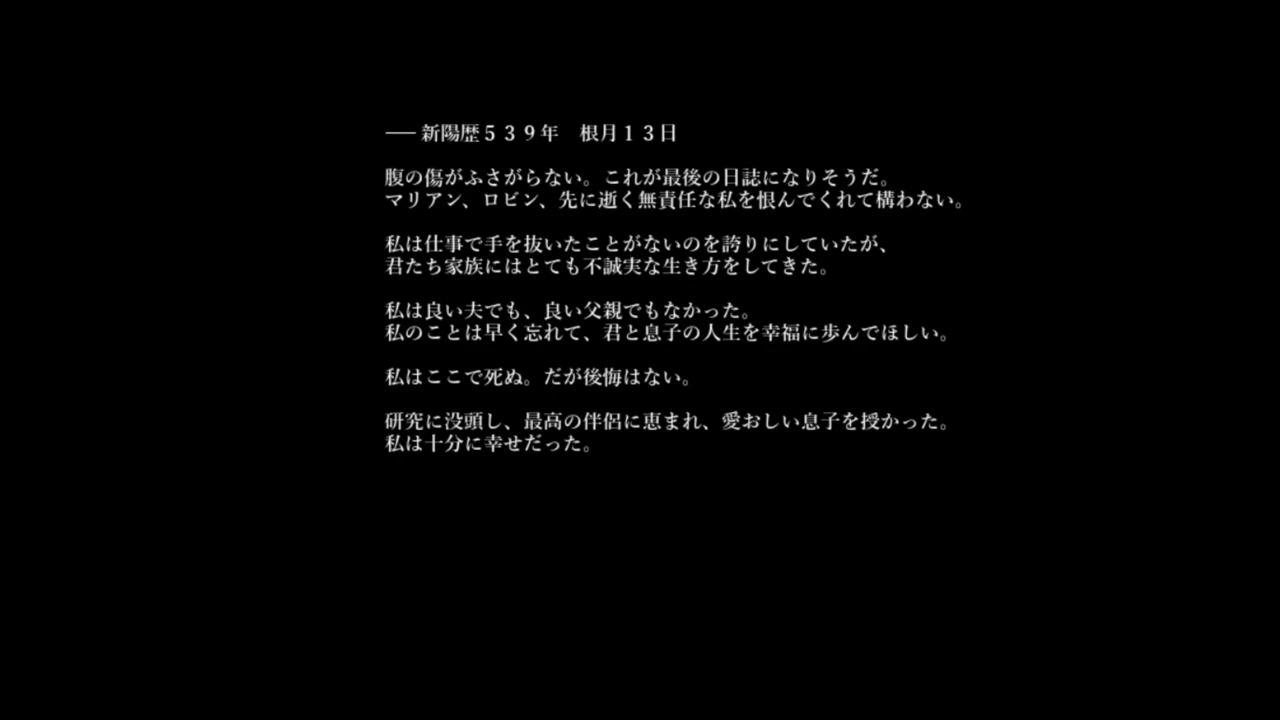 ── 新陽歴５３９年　根月１３日
腹の傷がふさがらない。これが最後の日誌になりそうだ。
マリアン、ロビン、先に逝く無責任な私を恨んでくれて構わない。
私は仕事で手を抜いたことがないのを誇りにしていたが、
君たち家族にはとても不誠実な生き方をしてきた。
私は良い夫でも、良い父親でもなかった。
私のことは早く忘れて、君と息子の人生を幸福に歩んでほしい。
私はここで死ぬ。だが後悔はない。
研究に没頭し、最高の伴侶に恵まれ、愛おしい息子を授かった。
私は十分に幸せだった。